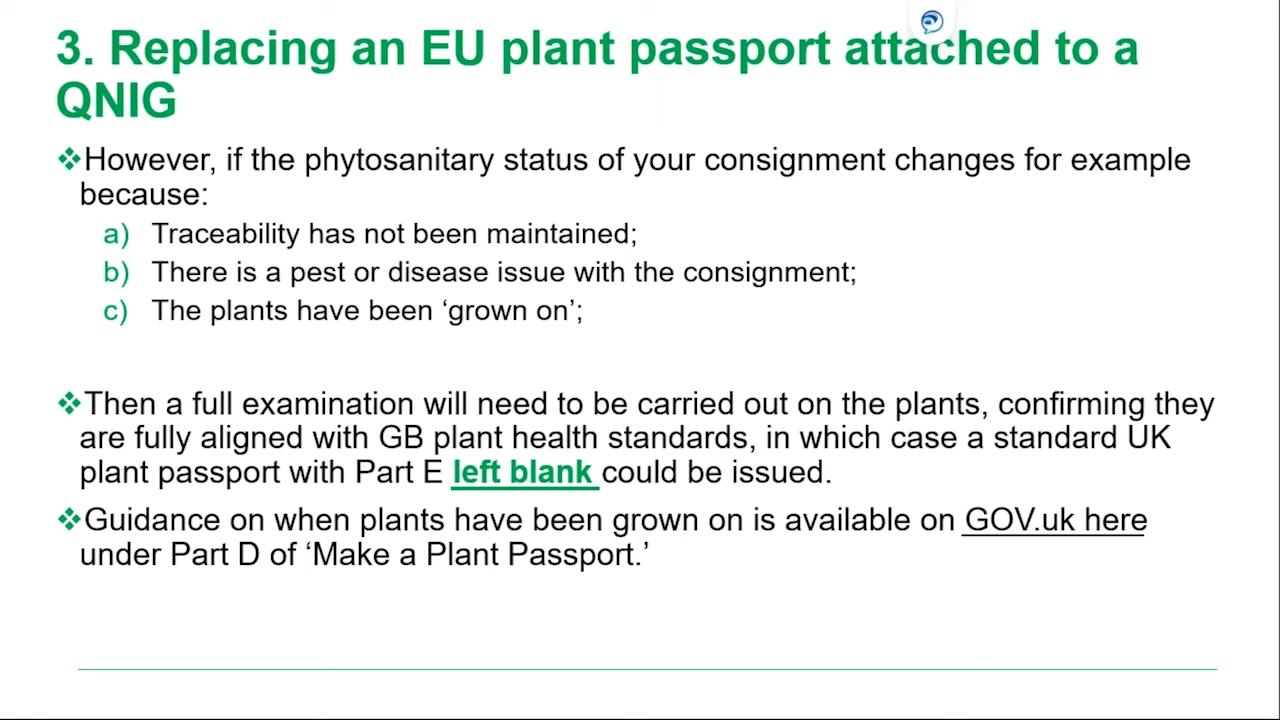 3. Replacing an EU plant passport attached to a
QNIG
❖However, if the phytosanitary status of your consignment changes for example
because:
a) Traceability has not been maintained;
b) There is a pest or disease issue with the consignment;
c) The plants have been ‘grown on’;
❖Then a full examination will need to be carried out on the plants, confirming they
are fully aligned with GB plant health standards, in which case a standard UK
plant passport with Part E left blank could be issued.
❖Guidance on when plants have been grown on is available on GOV.uk here
under Part D of ‘Make a Plant Passport.’